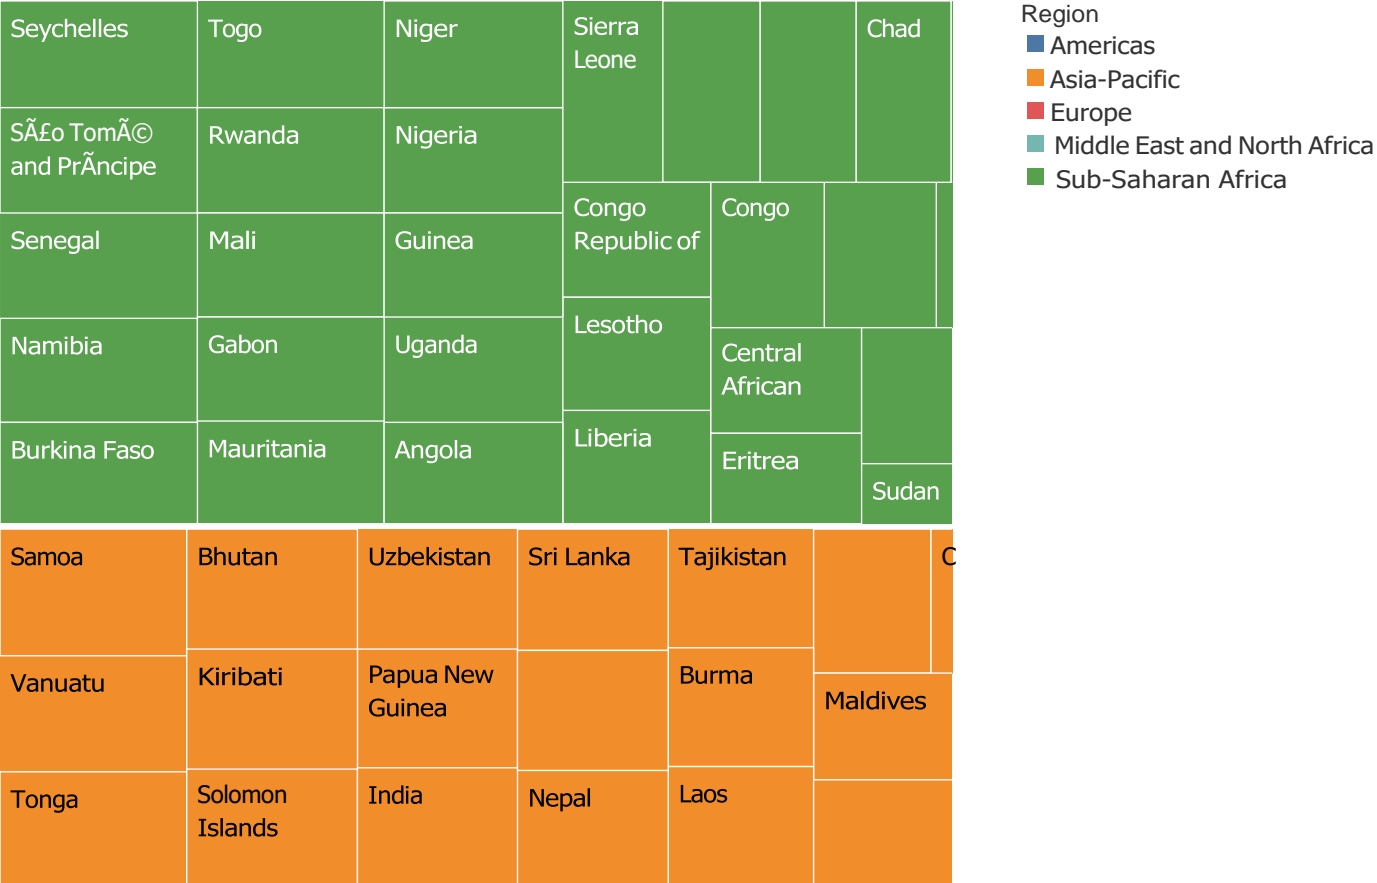 Seychelles
Togo
Niger
Sierra
Leone
Chad
SÃ£o TomÃ©
and PrÃncipe
Rwanda
Nigeria
Senegal
Mali
Guinea
Congo
Republic of
Congo
Namibia
Gabon
Uganda
Lesotho
Central
African
Burkina Faso
Mauritania
Angola
Liberia
Eritrea
Sudan
Samoa
Bhutan
Uzbekistan
Sri Lanka
Tajikistan
Vanuatu
Kiribati
Papua New
Guinea
Burma
Maldives
Tonga
Solomon
Islands
India
Nepal
Laos
Region
Americas
Asia-Pacific
Europe
Middle East and North Africa
Sub-Saharan Africa